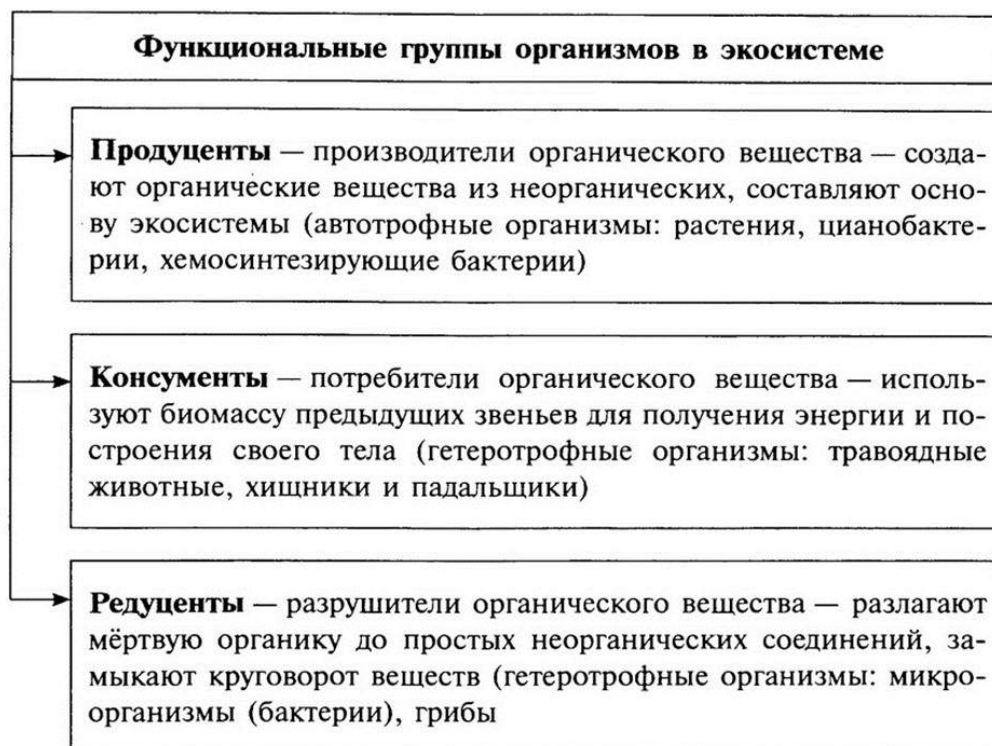 Функциональные группы организмов в экосистеме
Продуценты — производители органического вещества — созда-
ют органические вещества из неорганических, составляют осно-
ву экосистемы (автотрофные организмы: растения, цианобакте-
рии, хемосинтезирующие бактерии)
Консументы — потребители органического вещества — исполь-
зуют биомассу предыдущих звеньев для получения энергии и по-
строения своего тела (гетеротрофные организмы: травоядные
животные, хищники и падальщики)
Редуценты — разрушители органического вещества — разлагают
мёртвую органику до простых неорганических соединений, за-
мыкают круговорот веществ (гетеротрофные организмы: микро-
организмы (бактерии), грибы